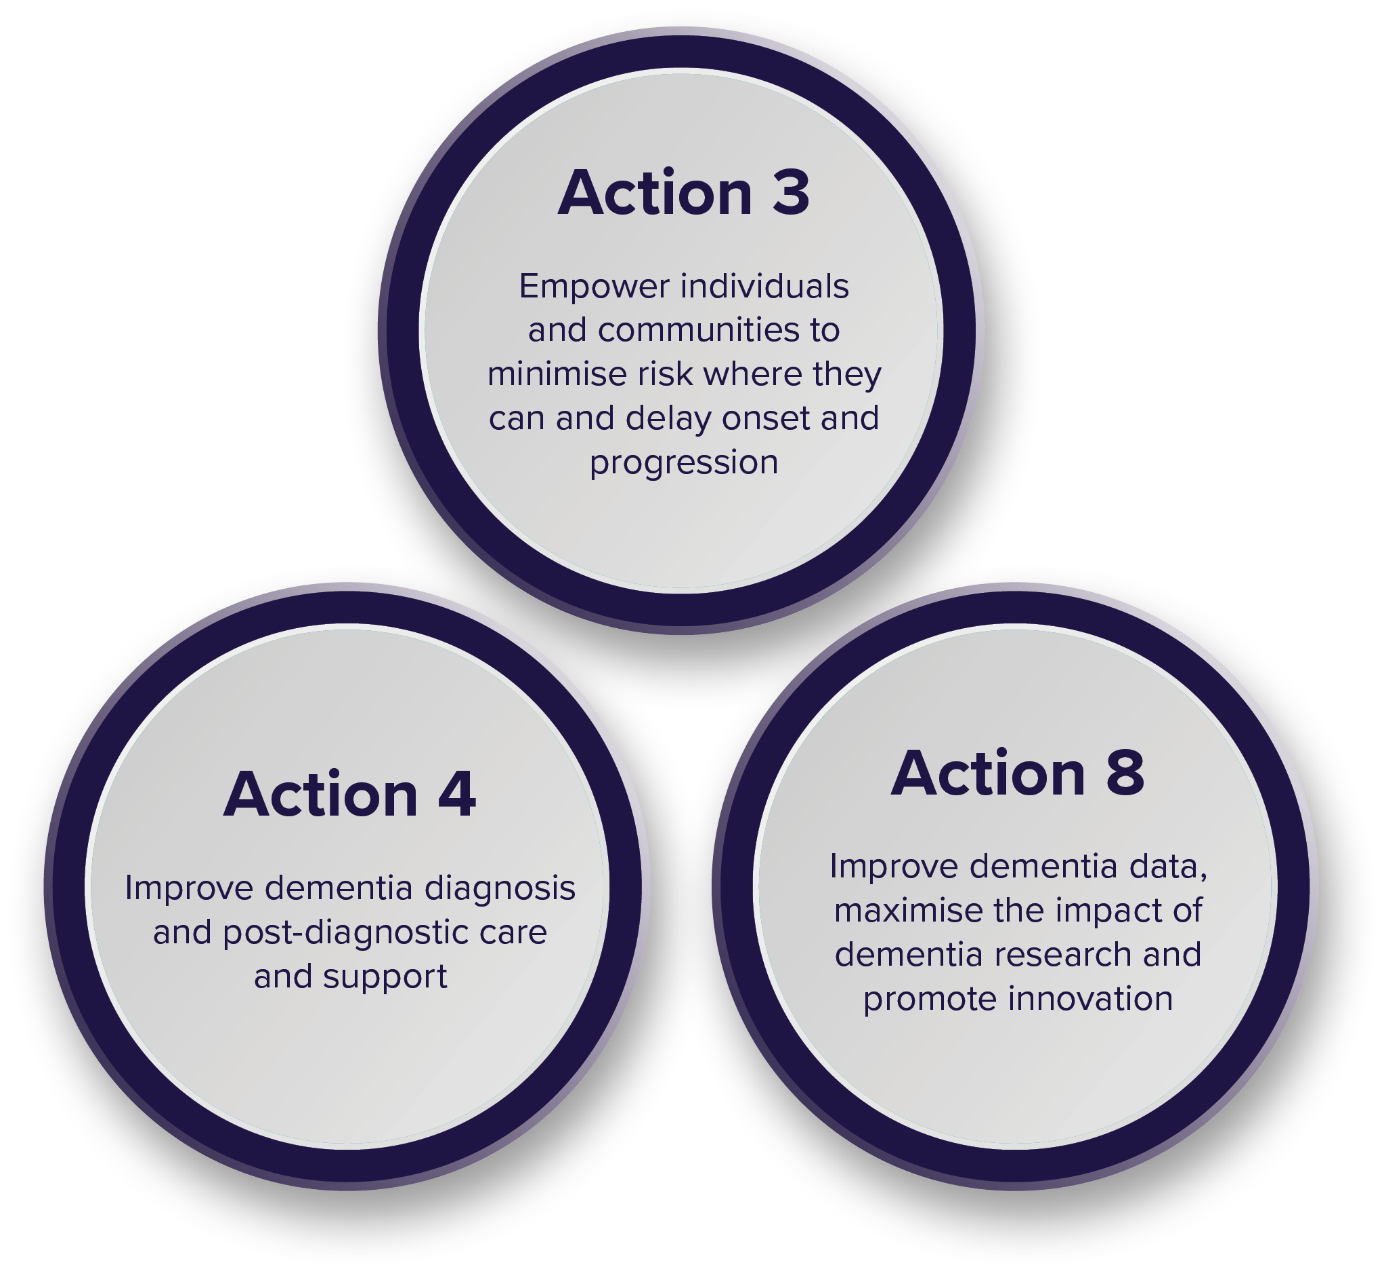 Action 3
Empower individuals
and communities to
minimise risk where they
can and delay onset and
progression
Action 4
Improve dementia diagnosis
and post-diagnostic care
and support
Action 8
Improve dementia data,
maximise the impact of
dementia research and
promote innovation